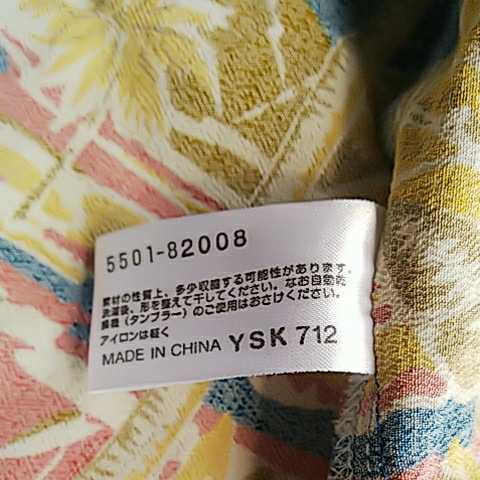 5501-82008
素材の性質上、多少収縮する可能性があります。
洗濯後、形を整えて干してください。なお自動乾
燥機（タンブラー）のご使用はおさけください。
アイロンは軽く
MADE IN CHINA YSK 712